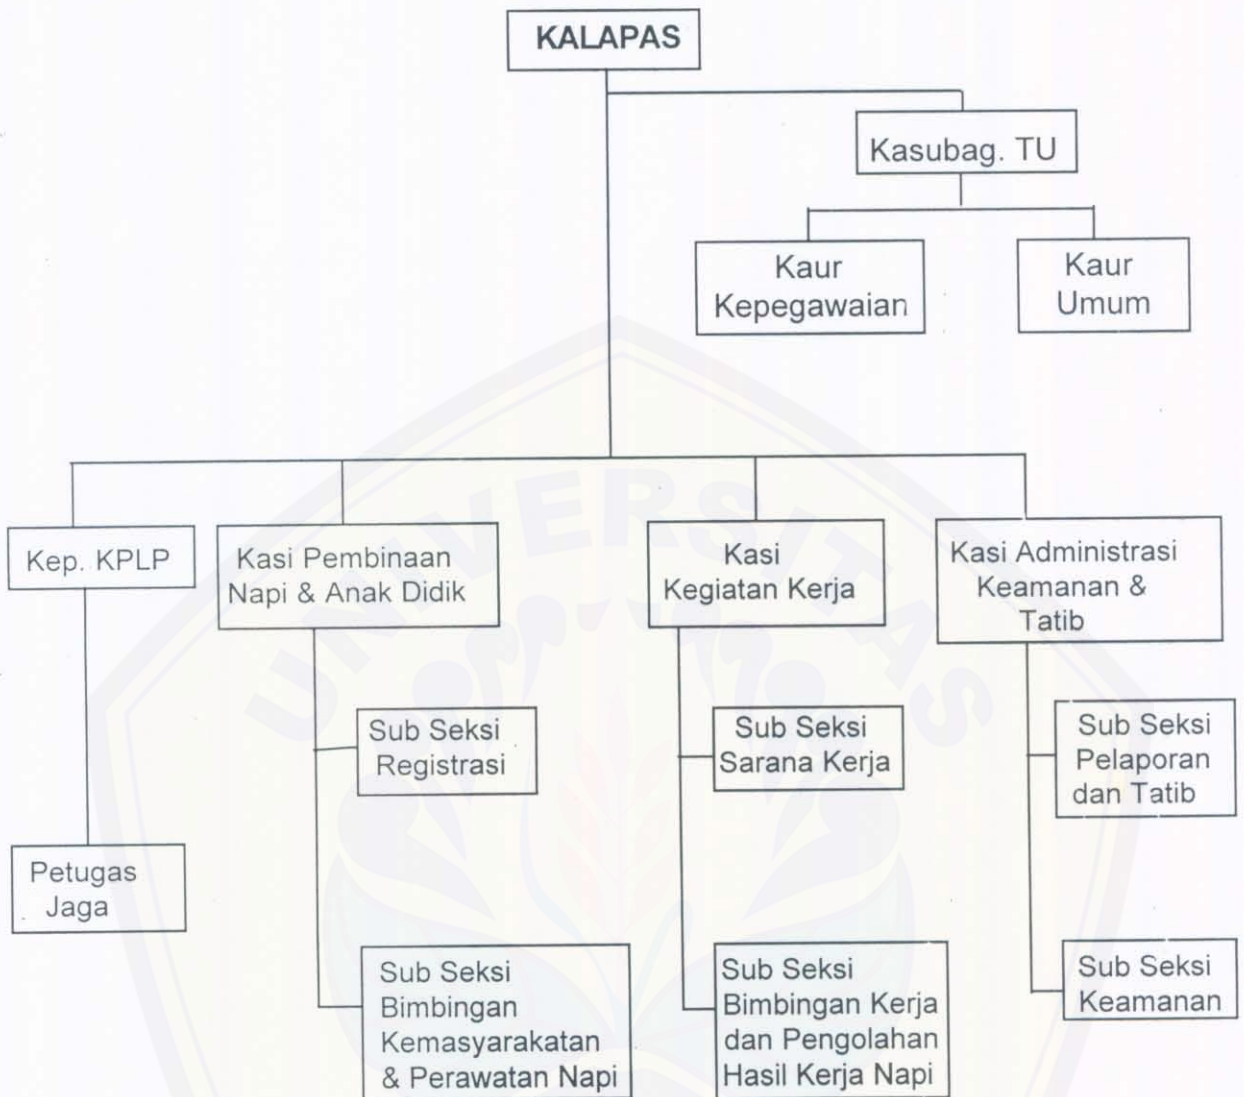 KALAPAS
Kasubag. TU
Kaur
Kepegawaian
Kaur
Umum
Kep. KPLP
Kasi Pembinaan
Napi & Anak Didik
Kasi
Kegiatan Kerja
Kasi Administrasi
Keamanan &
Tatib
Sub Seksi
Registrasi
Sub Seksi
Sarana Kerja
Sub Seksi
Pelaporan
dan Tatib
Petugas
Jaga
Sub Seksi
Bimbingan
Kemasyarakatan
& Perawatan Napi
Sub Seksi
Bimbingan Kerja
dan Pengolahan
Hasil Kerja Napi
Sub Seksi
Keamanan
UNIVERSITAS